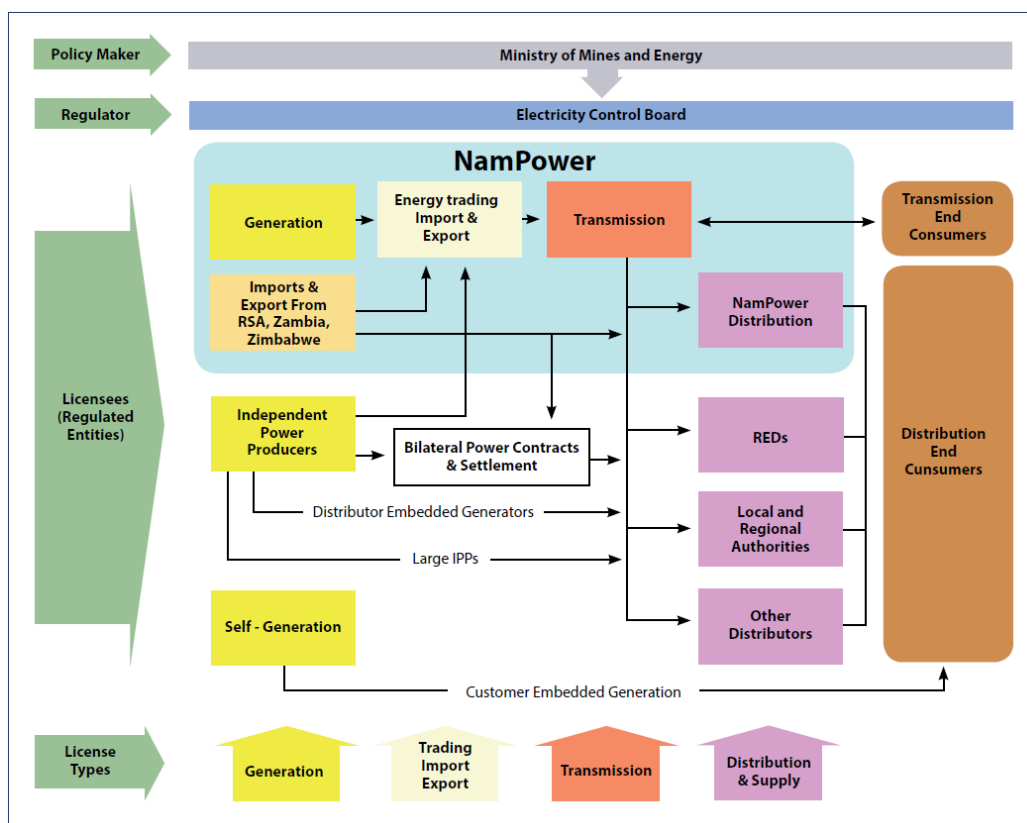 Policy Maker
Ministry of Mines and Energy
Regulator
Electricity Control Board
NamPower
Generation
Energy trading
Import &
Export
Transmission
Transmission
End
Consumers
Imports &
Export From
RSA, Zambia,
Zimbabwe
NamPower
Distribution
Licensees
(Regulated
Entities)
Independent
Power
Producers
Bilateral Power Contracts
& Settlement
REDs
Distribution
End
Cunsumers
Distributor Embedded Generators
Local and
Regional
Authorities
Large IPPs
Self - Generation
Other
Distributors
Customer Embedded Generation
License
Types
Generation
Trading
Import
Export
Transmission
Distribution
& Supply